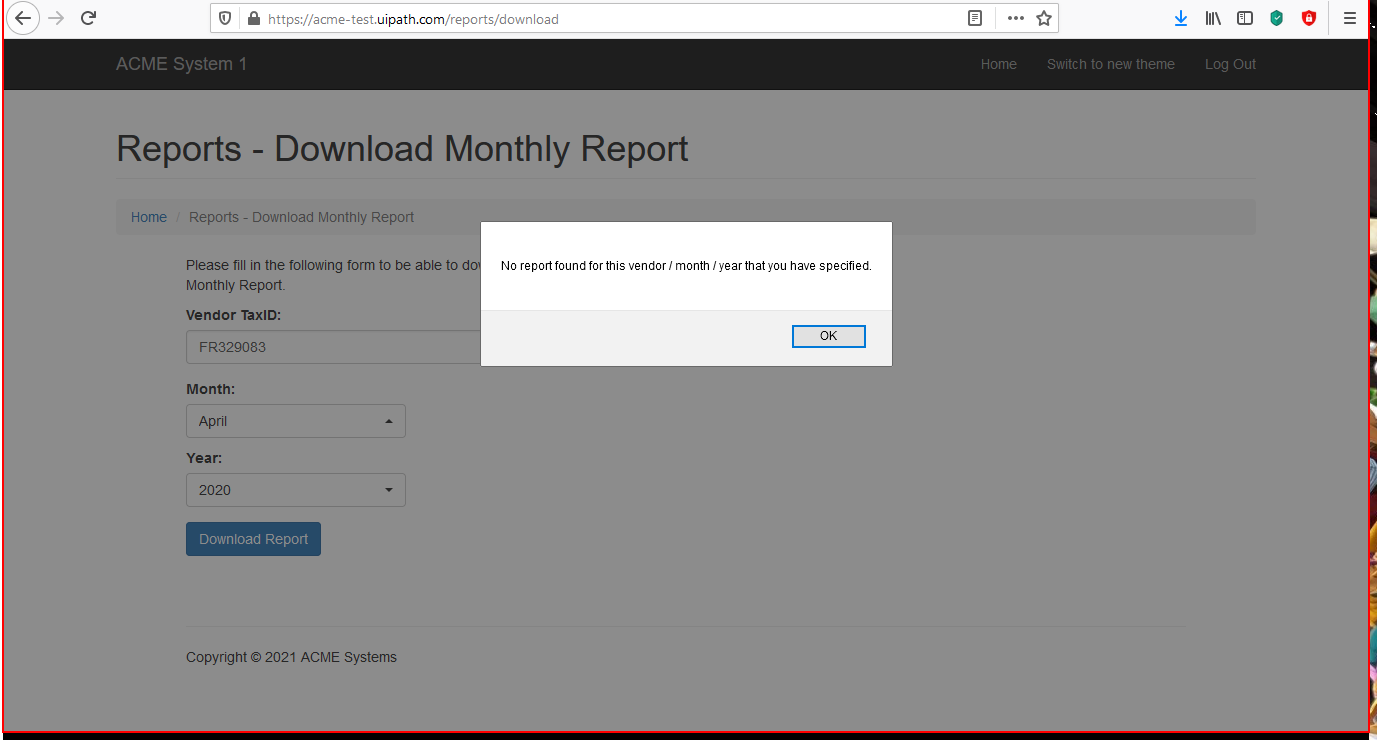 https://acme-test.uipath.com/reports/download
ACME System 1
Home
Switch to new theme
Log Out
Reports - Download Monthly Report
Home / Reports - Download Monthly Report
Please fill in the following form to be able to do
Monthly Report.
Vendor TaxID:
FR329083
No report found for this vendor / month / year that you have specified.
OK
Month:
April
Year:
2020
Download Report
Copyright © 2021 ACME Systems